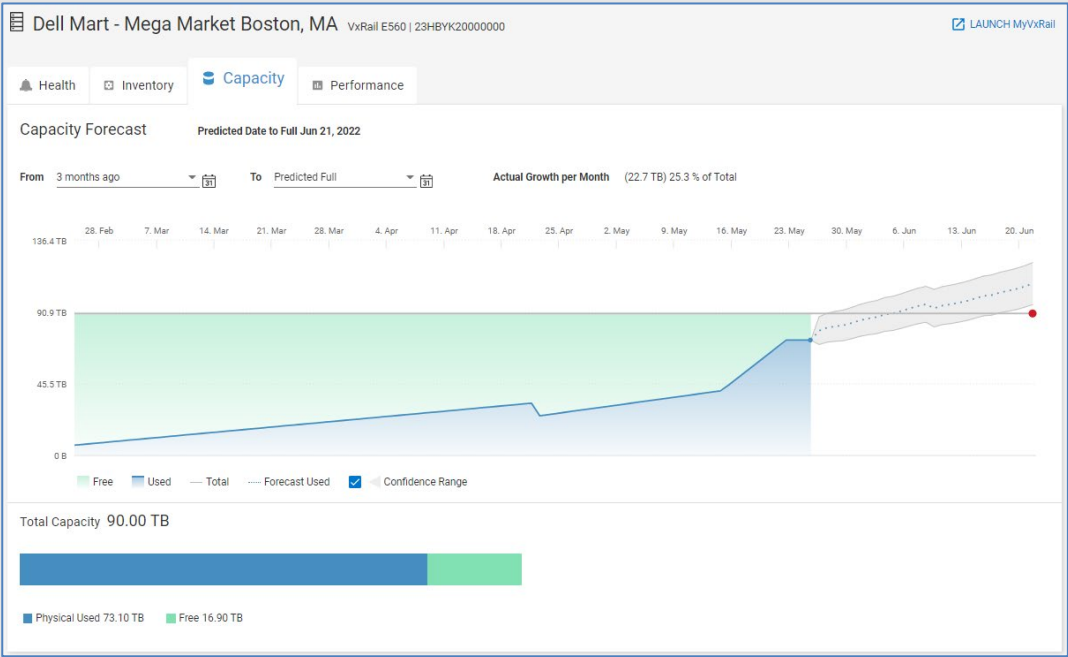 Dell Mart - Mega Market Boston, MA VxRail E560 | 23HBYK20000000
LAUNCH MyVxRail
Health Inventory Capacity Performance
Capacity Forecast Predicted Date to Full Jun 21, 2022
From 3 months ago 31 To Predicted Full 31 Actual Growth per Month (22.7 TB) 25.3 % of Total
28. Feb 7. Mar 14. Mar 21. Mar 28. Mar 4. Apr 11. Apr 18. Apr 25. Apr 2. May 9. May 16. May 23. May 30. May 6. Jun 13. Jun 20. Jun
136.4 TB
90.9 TB
45.5 TB
0 B
Free Used Total Forecast Used Confidence Range
Total Capacity 90.00 TB
Physical Used 73.10 TB Free 16.90 TB